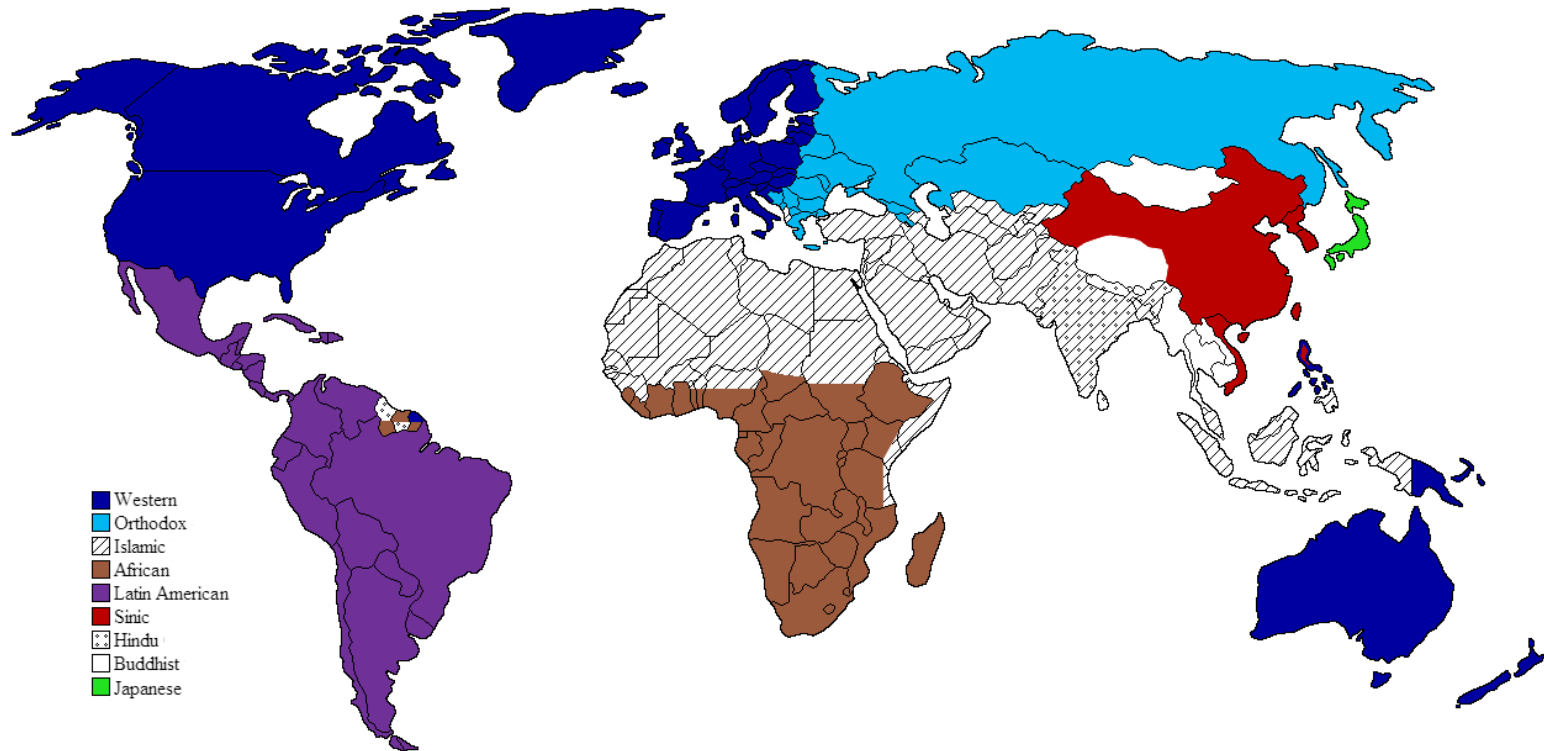 Western
Orthodox
Islamic
African
Latin American
Sinic
Hindu
Buddhist
Japanese